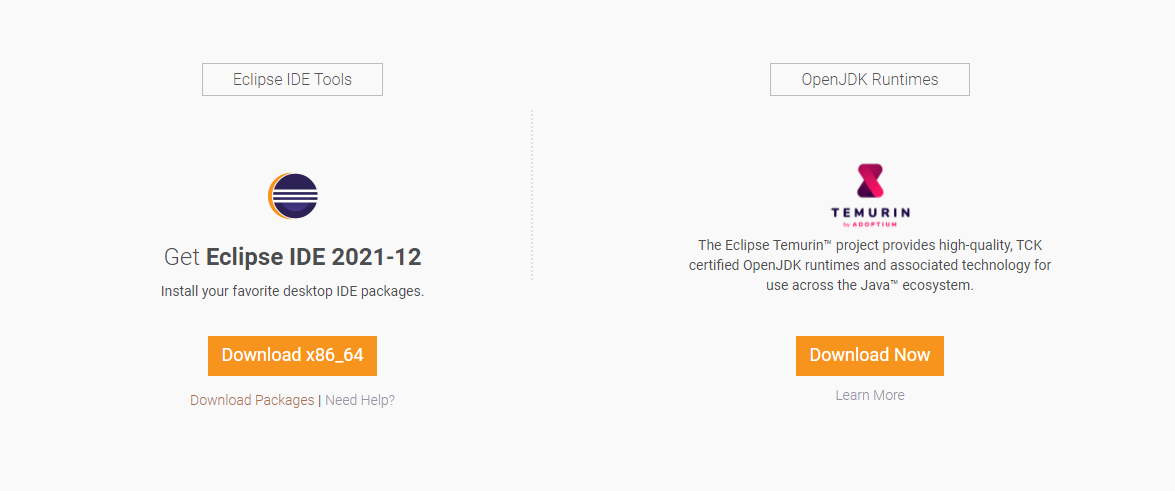 Eclipse IDE Tools
Get Eclipse IDE 2021-12
Install your favorite desktop IDE packages.
Download x86_64
Download Packages | Need Help?
OpenJDK Runtimes
TEMURIN
by ADOPTIUM
The Eclipse Temurin™ project provides high-quality, TCK
certified OpenJDK runtimes and associated technology for
use across the Java™ ecosystem.
Download Now
Learn More